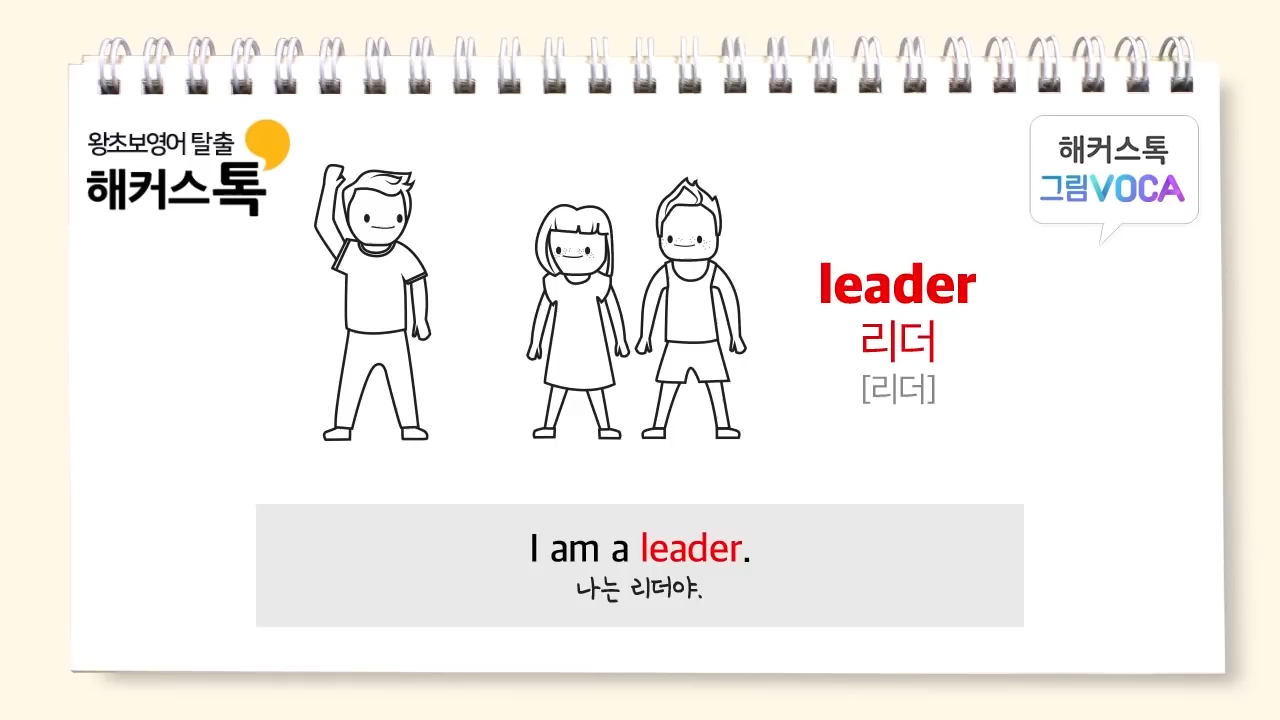 왕초보영어 탈출
해커스톡
해커스톡
그림VOCA
leader
리더
[리더]
I am a leader.
나는 리더야.